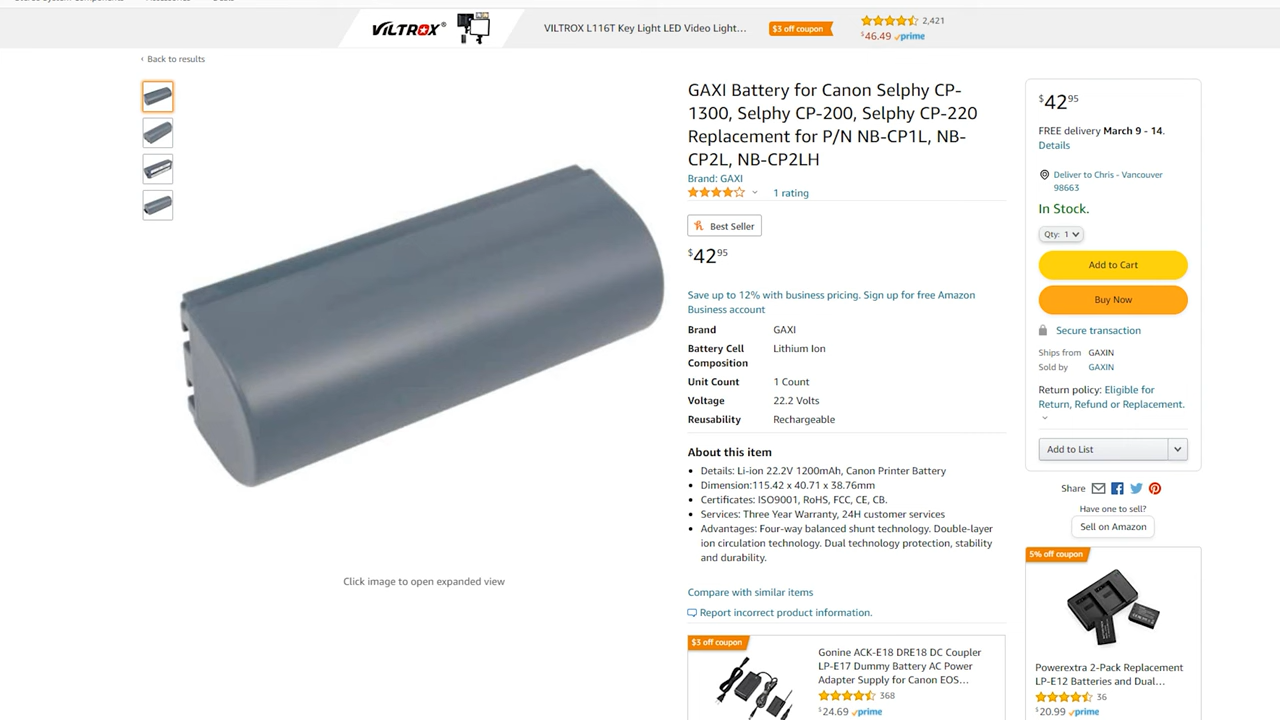 VILTROX®
VILTROX L116T Key Light LED Video Light...
$3 off coupon
2,421
$46.49 prime
‹ Back to results
GAXI Battery for Canon Selphy CP-
1300, Selphy CP-200, Selphy CP-220
Replacement for P/N NB-CP1L, NB-
CP2L, NB-CP2LH
Brand: GAXI
1 rating
Best Seller
$42 95
Save up to 12% with business pricing. Sign up for free Amazon
Business account
Brand GAXI
Battery Cell Lithium Ion
Composition
Unit Count 1 Count
Voltage 22.2 Volts
Reusability Rechargeable
About this item
• Details: Li-ion 22.2V 1200mAh, Canon Printer Battery
• Dimension:115.42 x 40.71 x 38.76mm
• Certificates: ISO9001, RoHS, FCC, CE, CB.
• Services: Three Year Warranty, 24H customer services
• Advantages: Four-way balanced shunt technology. Double-layer
ion circulation technology. Dual technology protection, stability
and durability.
Click image to open expanded view
Compare with similar items
Report incorrect product information.
$3 off coupon
Gonine ACK-E18 DRE18 DC Coupler
LP-E17 Dummy Battery AC Power
Adapter Supply for Canon EOS...
368
$24.69 prime
$42 95
FREE delivery March 9 - 14.
Details
Deliver to Chris - Vancouver
98663
In Stock.
Qty: 1
Add to Cart
Buy Now
Secure transaction
Ships from GAXIN
Sold by GAXIN
Return policy: Eligible for
Return, Refund or Replacement.
Add to List
Share
Have one to sell?
Sell on Amazon
5% off coupon
Powerextra 2-Pack Replacement
LP-E12 Batteries and Dual...
36
$20.99 prime